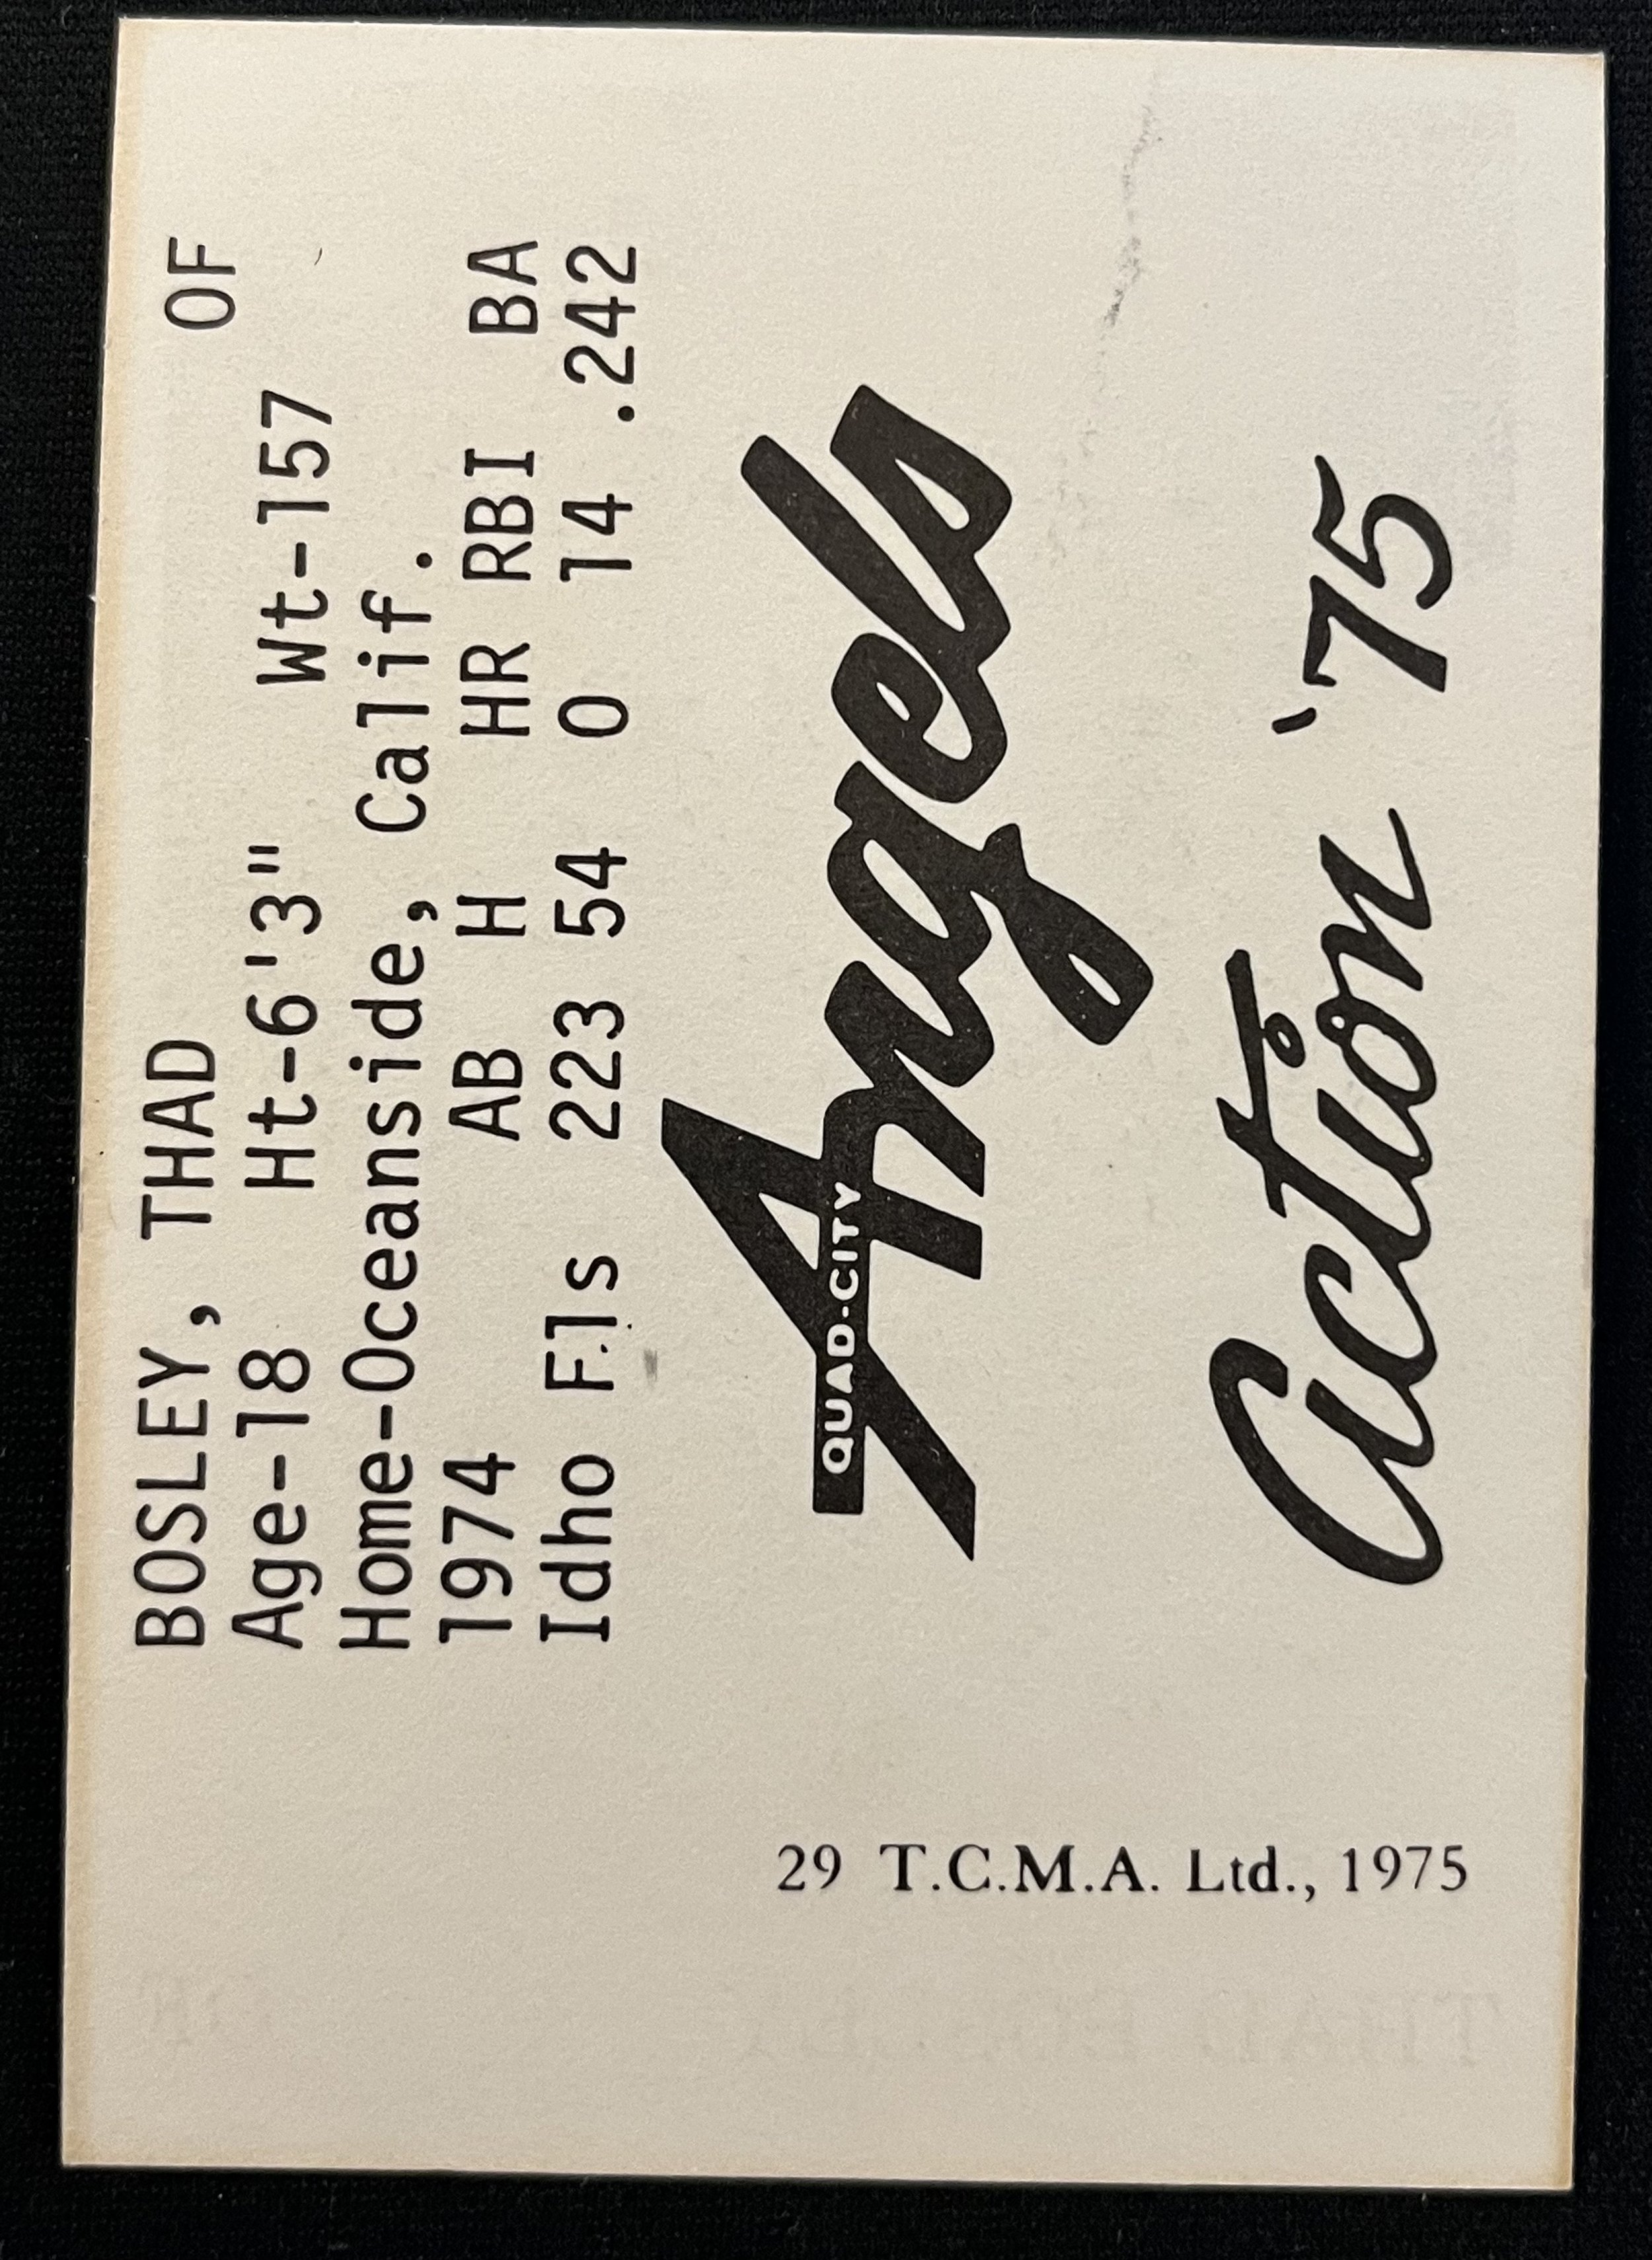 BOSLEY, THAD OF
Age-18 Ht-6'3" Wt-157
Home-Oceanside, Calif.
1974 AB H HR RBI BA
Idho Fls 223 54 0 14 .242
Angels
QUAD-CITY
Action '75
29 T.C.M.A. Ltd., 1975